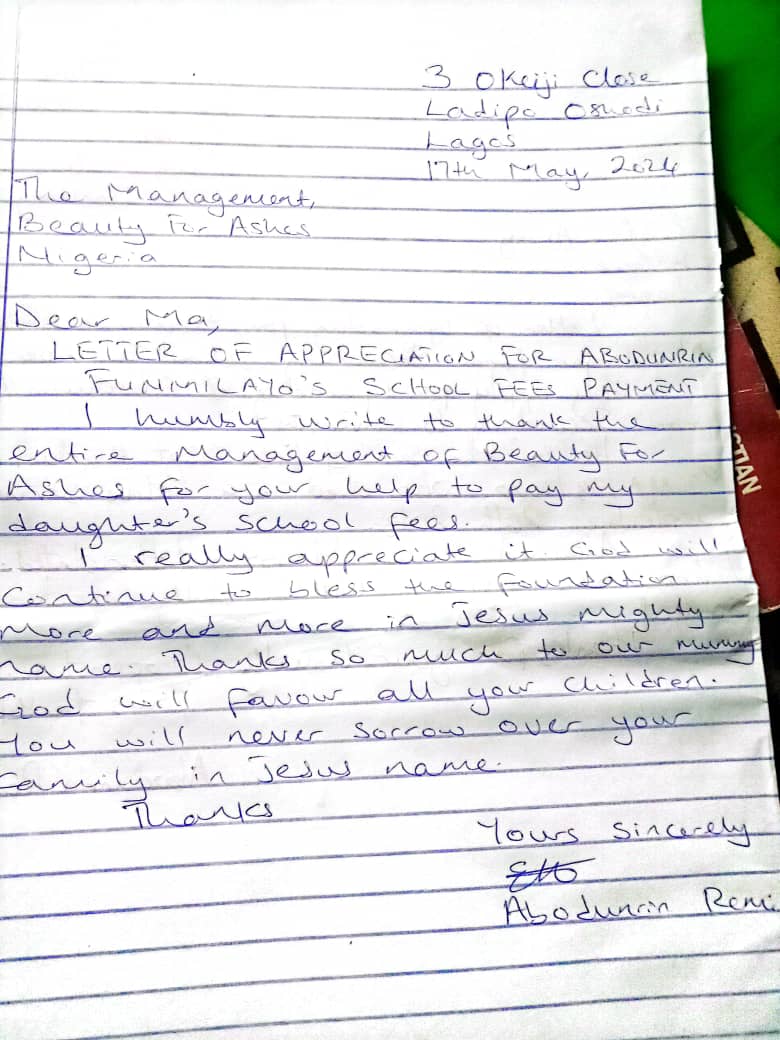 3 Okeiji Close
Ladipo Oshodi
Lagos
17th May, 2024
The Management,
Beauty For Ashes
Nigeria
Dear Ma,
LETTER OF APPRECIATION FOR ABODUNRIN
FUNMILAYO'S SCHOOL FEES PAYMENT
I humbly write to thank the
entire Management of Beauty For
Ashes for your help to pay my
daughter's school fees.
I really appreciate it. God will
Continue to bless the foundation
more and more in Jesus mighty
name. Thanks so much to our mummy
God will favour all your children.
You will never sorrow over your
family in Jesus name.
Thanks
Yours Sincerely
Abodunrin Remi
TIAN